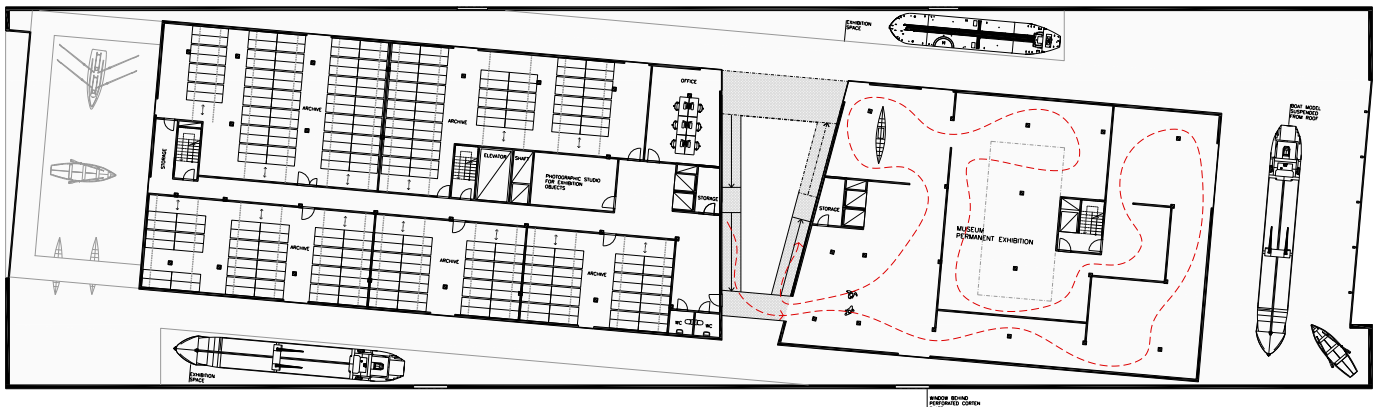 EXHIBITION
SPACE
OFFICE
ARCHIVE
ARCHIVE
BOAT MODEL
SUSPENDED
FROM ROOF
STORAGE
ELEVATOR
SHAFT
PHOTOGRAPHIC STUDIO
FOR EXHIBITION
OBJECTS
STORAGE
STORAGE
MUSEUM
PERMANENT EXHIBITION
ARCHIVE
ARCHIVE
ARCHIVE
WC
WC
EXHIBITION
SPACE
WINDOW BEHIND
PERFORATED CORTEN